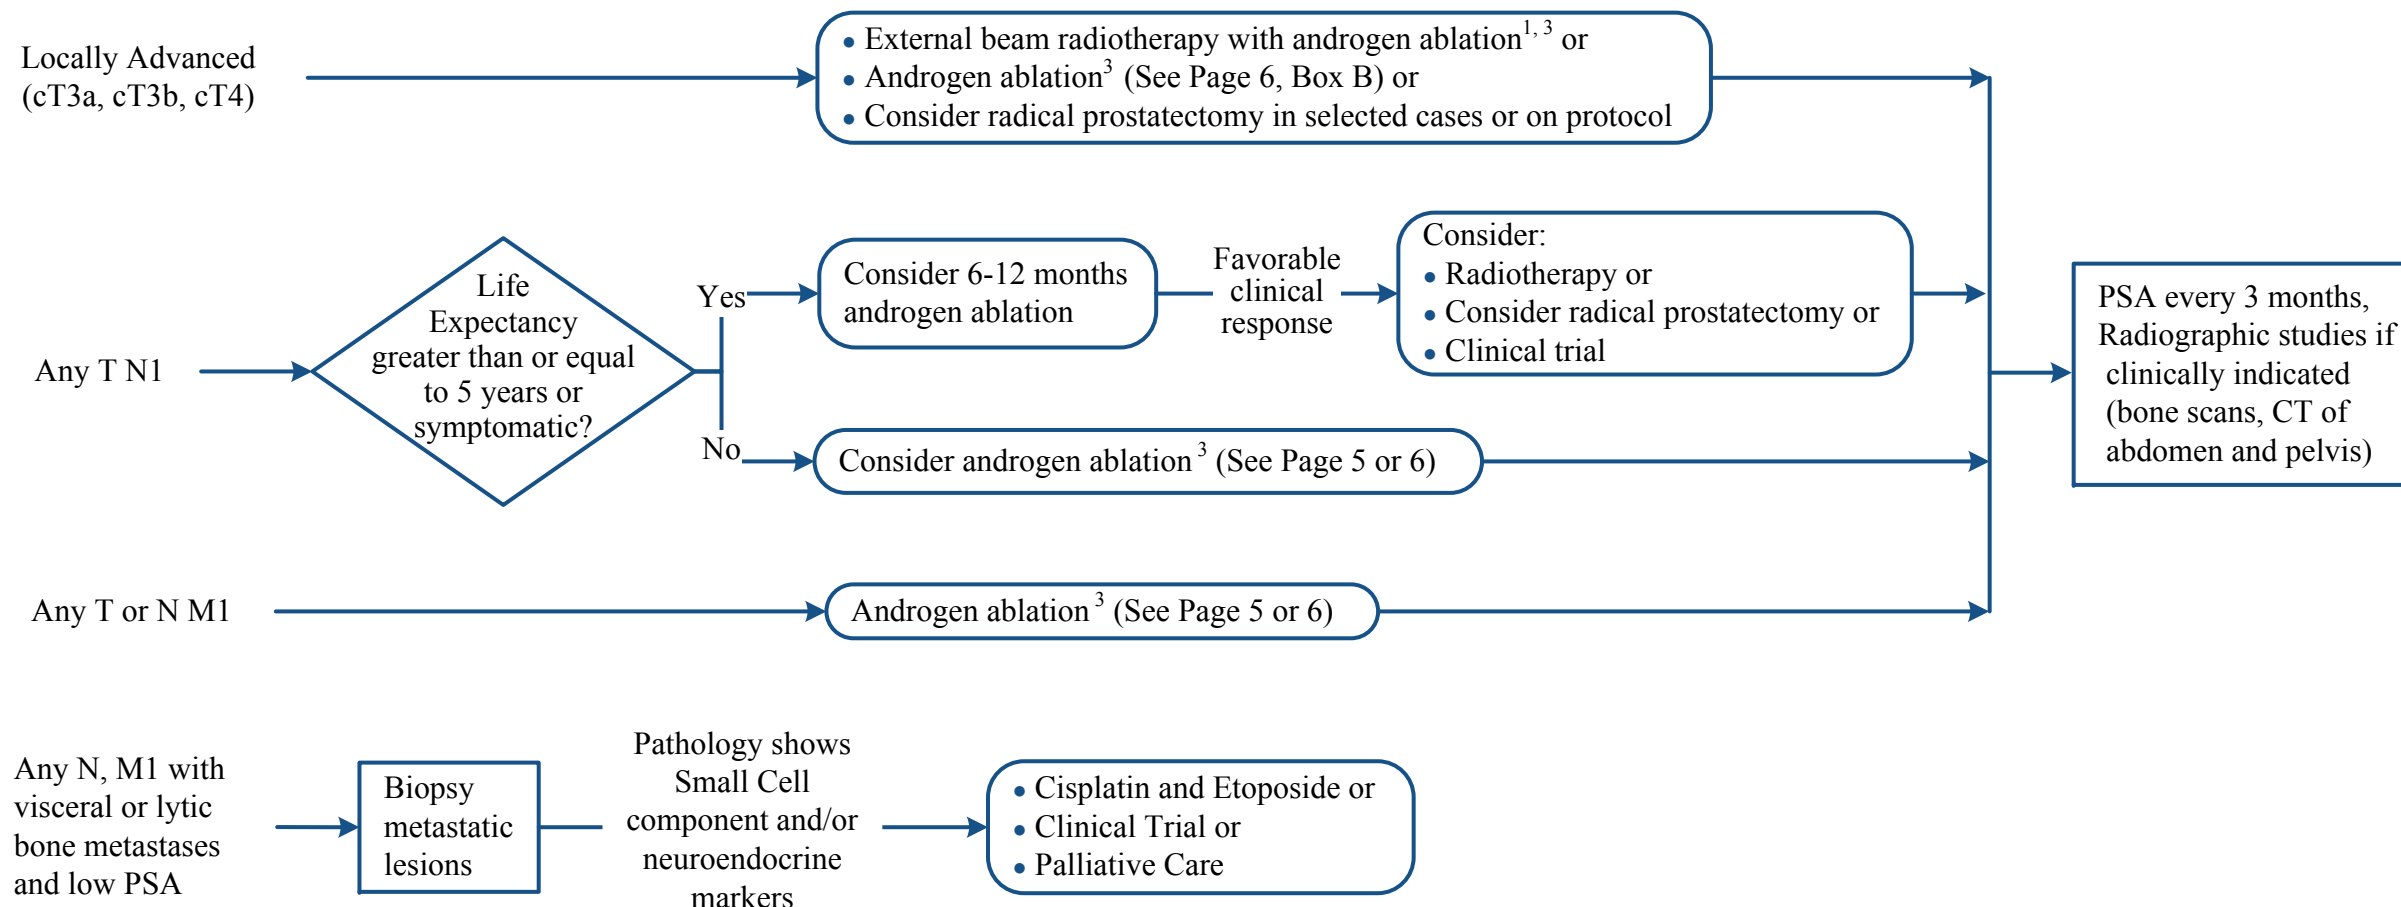 Locally Advanced
(cT3a, cT3b, cT4)
• External beam radiotherapy with androgen ablation1, 3 or
• Androgen ablation3 (See Page 6, Box B) or
• Consider radical prostatectomy in selected cases or on protocol
Any T N1
Life
Expectancy
greater than or equal
to 5 years or
symptomatic?
Yes
Consider 6-12 months
androgen ablation
Favorable
clinical
response
Consider:
• Radiotherapy or
• Consider radical prostatectomy or
• Clinical trial
No
Consider androgen ablation 3 (See Page 5 or 6)
Any T or N M1
Androgen ablation 3 (See Page 5 or 6)
PSA every 3 months,
Radiographic studies if
clinically indicated
(bone scans, CT of
abdomen and pelvis)
Any N, M1 with
visceral or lytic
bone metastases
and low PSA
Biopsy
metastatic
lesions
Pathology shows
Small Cell
component and/or
neuroendocrine
markers
• Cisplatin and Etoposide or
• Clinical Trial or
• Palliative Care